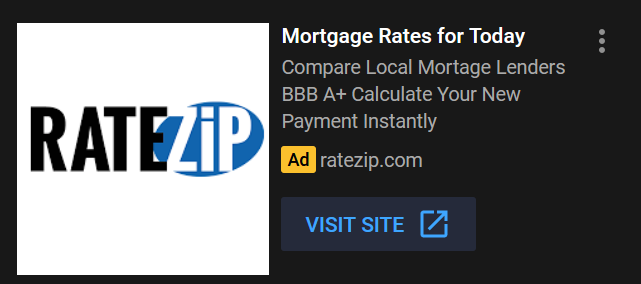 RATEZiP
Mortgage Rates for Today
Compare Local Mortage Lenders
BBB A+ Calculate Your New
Payment Instantly
Ad ratezip.com
VISIT SITE